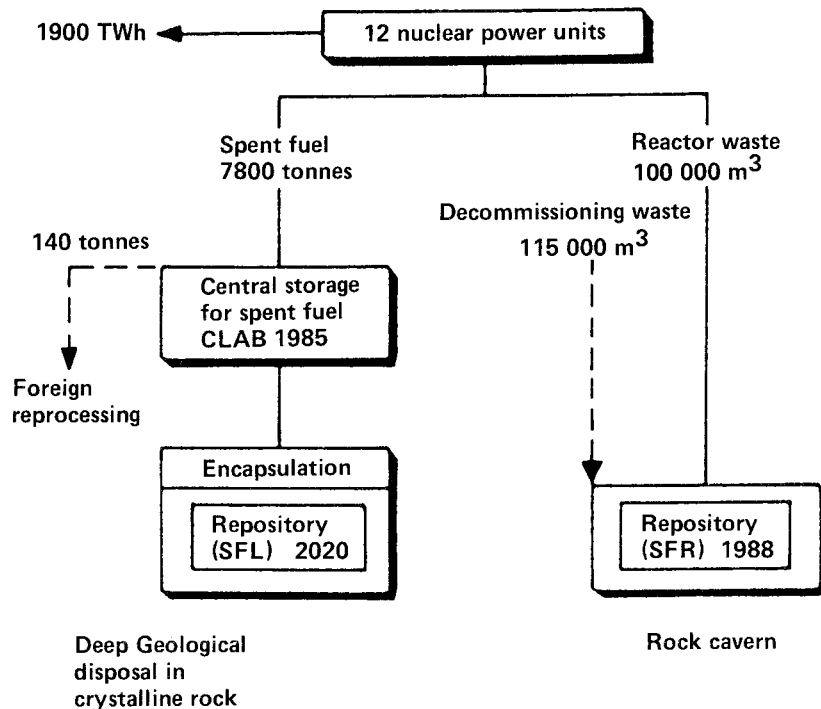 1900 TWh
12 nuclear power units
Spent fuel
7800 tonnes
Reactor waste
100 000 m3
Decommissioning waste
115 000 m3
140 tonnes
Central storage
for spent fuel
CLAB 1985
Foreign
reprocessing
Encapsulation
Repository
(SFL) 2020
Repository
(SFR) 1988
Deep Geological
disposal in
crystalline rock
Rock cavern